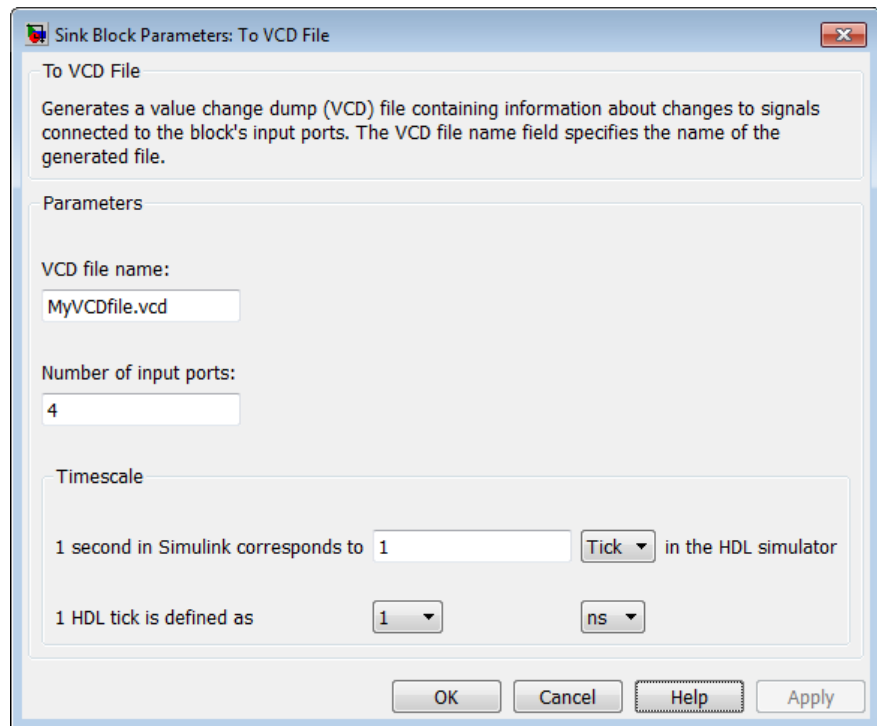 Sink Block Parameters: To VCD File
To VCD File
Generates a value change dump (VCD) file containing information about changes to signals
connected to the block's input ports. The VCD file name field specifies the name of the
generated file.
Parameters
VCD file name:
MyVCDfile.vcd
Number of input ports:
4
Timescale
1 second in Simulink corresponds to 1 Tick in the HDL simulator
1 HDL tick is defined as 1 ns
OK Cancel Help Apply